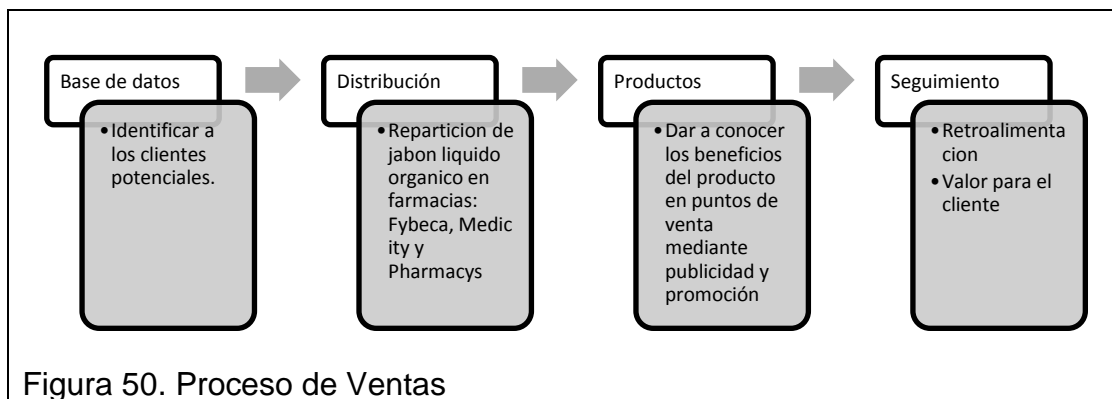 Base de datos
•Identificar a
los clientes
potenciales.
Distribución
•Reparticion de
jabon liquido
organico en
farmacias:
Fybeca, Medic
ity y
Pharmacys
Productos
•Dar a conocer
los beneficios
del producto
en puntos de
venta
mediante
publicidad y
promoción
Seguimiento
•Retroalimenta
cion
•Valor para el
cliente
Figura 50. Proceso de Ventas